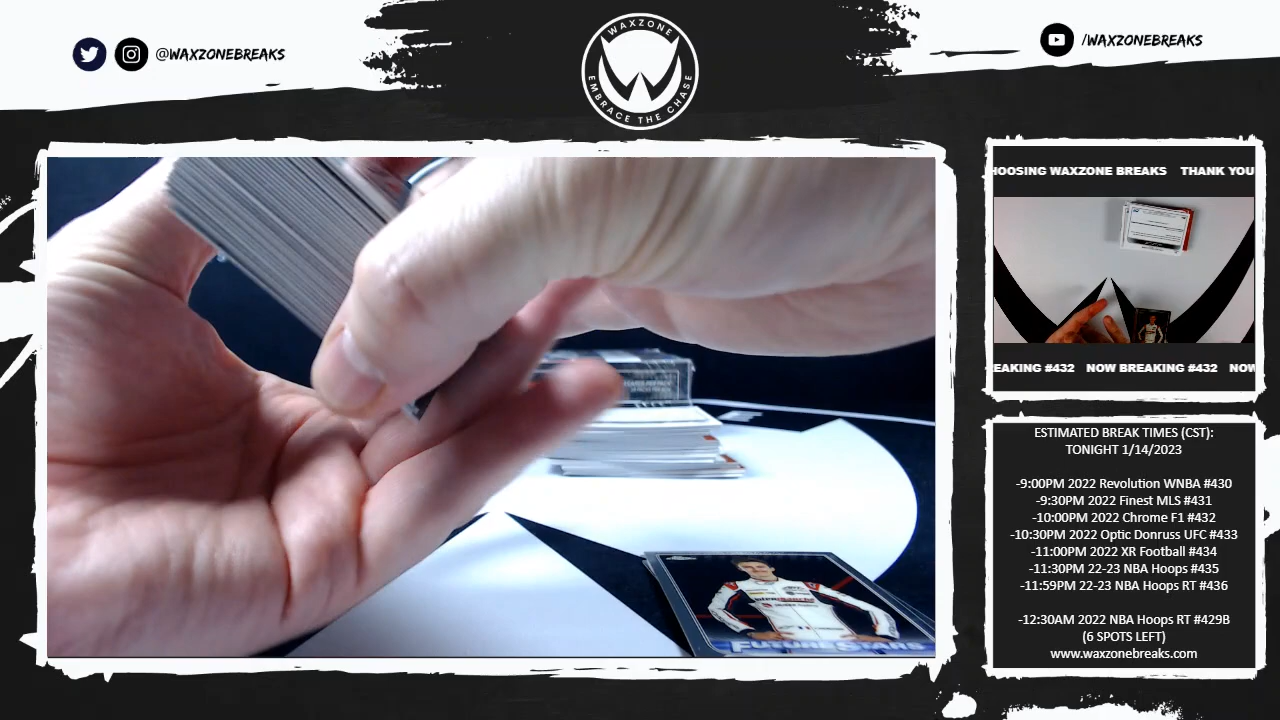 @WAXZONEBREAKS
WAXZONE
EMBRACE THE CHASE
/WAXZONEBREAKS
HOOSING WAXZONE BREAKS THANK YOU
EAKING #432 NOW BREAKING #432 NOW
ESTIMATED BREAK TIMES (CST):
TONIGHT 1/14/2023
-9:00PM 2022 Revolution WNBA #430
-9:30PM 2022 Finest MLS #431
-10:00PM 2022 Chrome F1 #432
-10:30PM 2022 Optic Donruss UFC #433
-11:00PM 2022 XR Football #434
-11:30PM 22-23 NBA Hoops #435
-11:59PM 22-23 NBA Hoops RT #436
-12:30AM 2022 NBA Hoops RT #429B
(6 SPOTS LEFT)
www.waxzonebreaks.com
FUTURE STARS